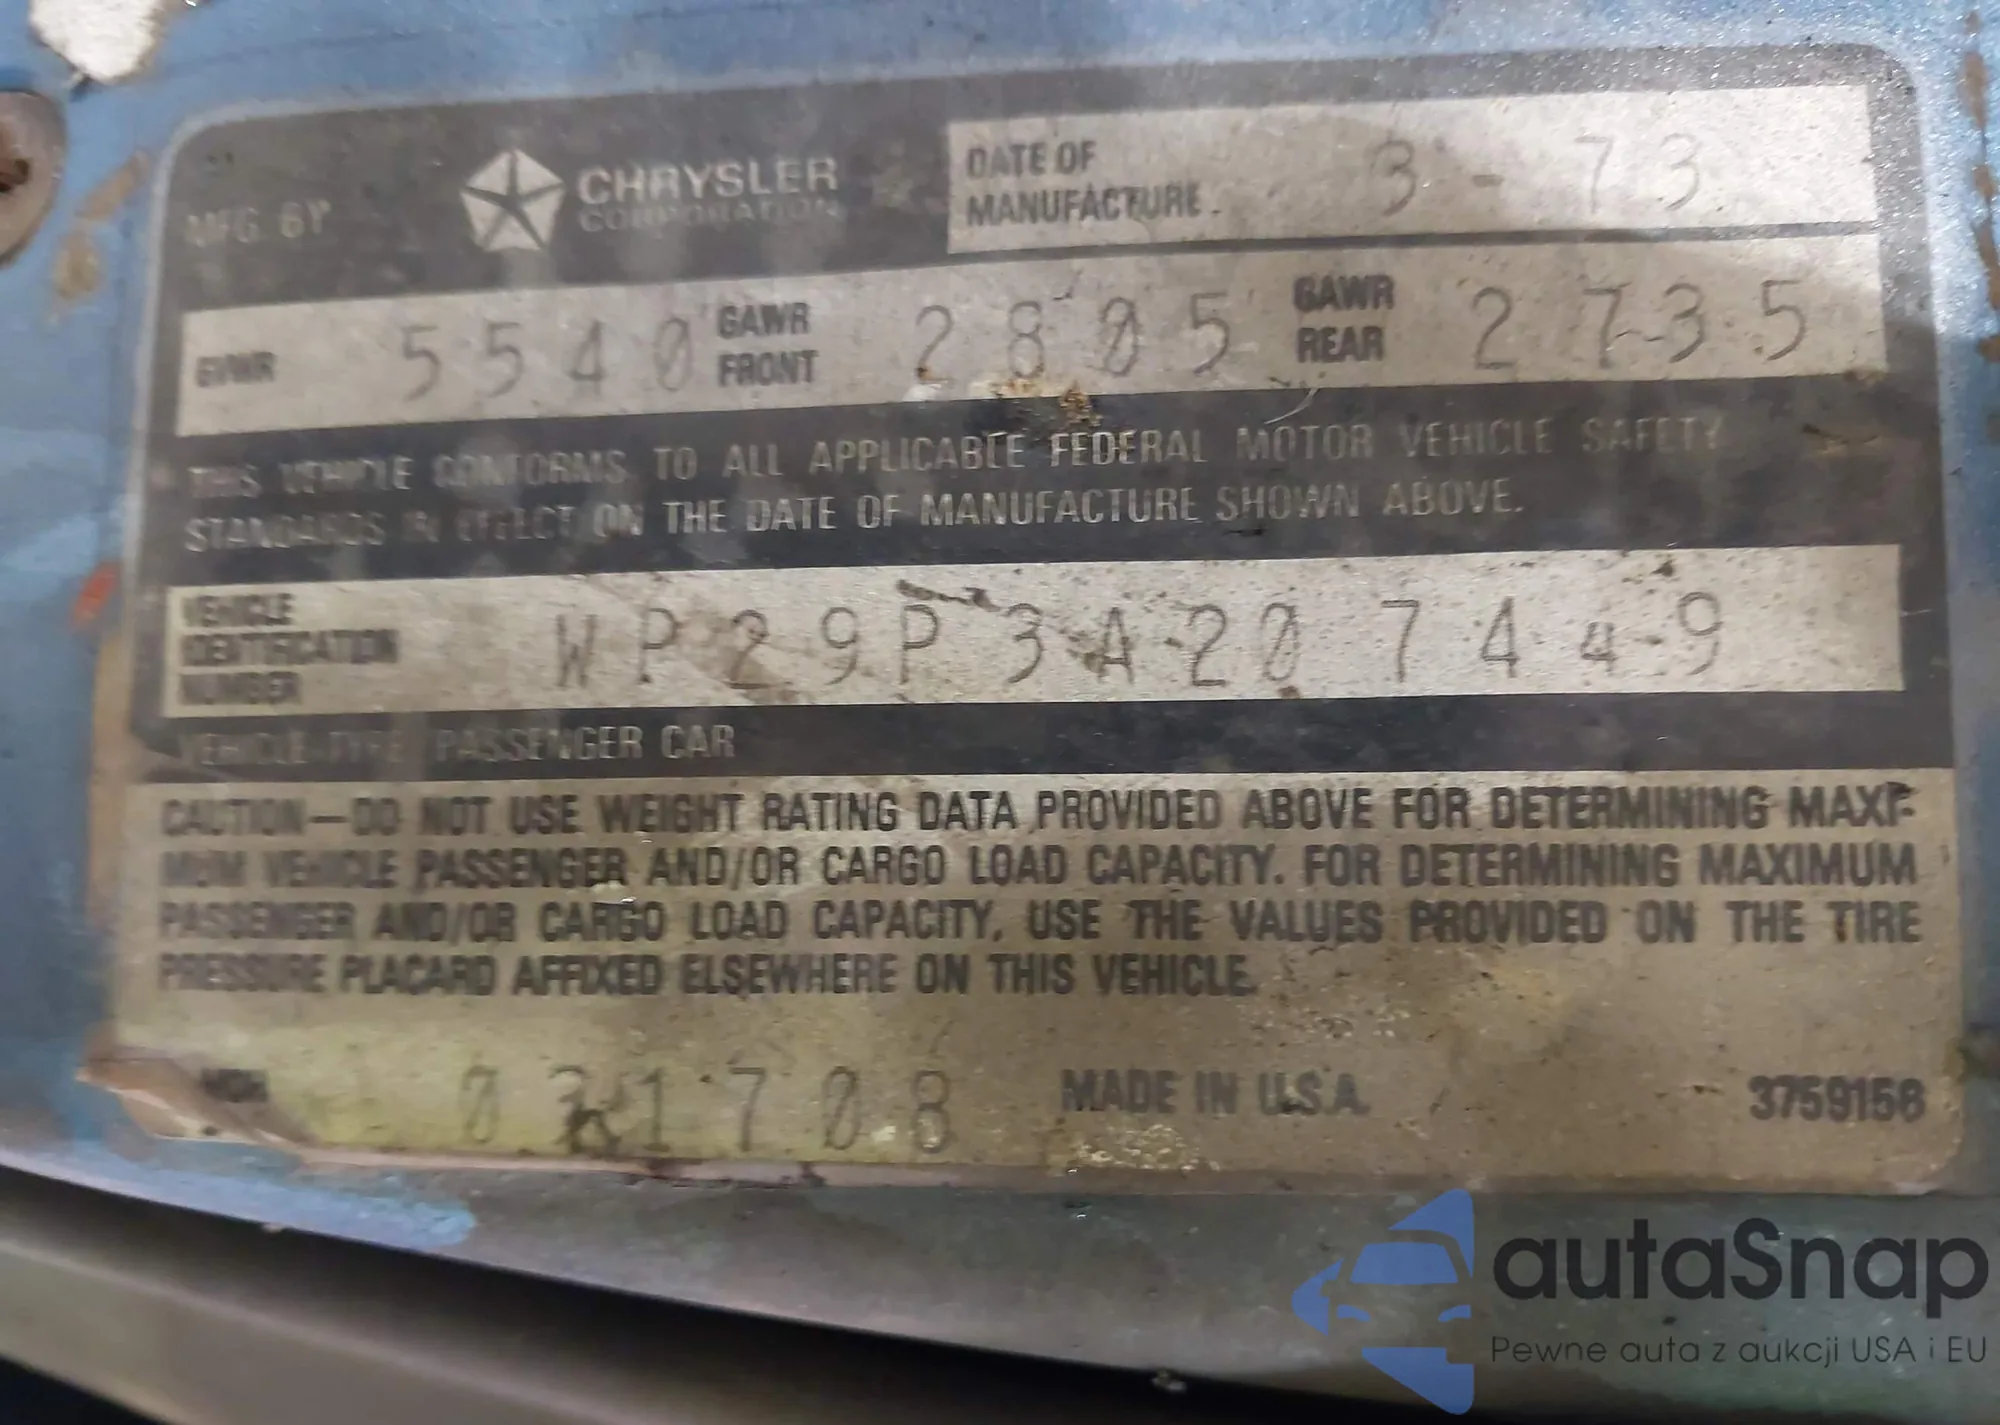 MFG. BY
CHRYSLER
CORPORATION
DATE OF
MANUFACTURE.
3-73
GVWR 5540
GAWR
FRONT 2805
GAWR
REAR 2735
THIS VEHICLE CONFORMS TO ALL APPLICABLE FEDERAL MOTOR VEHICLE SAFETY
STANDARDS IN EFFECT ON THE DATE OF MANUFACTURE SHOWN ABOVE.
VEHICLE
IDENTIFICATION
NUMBER
WP29P3A207449
VEHICLE TYPE PASSENGER CAR
CAUTION—DO NOT USE WEIGHT RATING DATA PROVIDED ABOVE FOR DETERMINING MAXI-
MUM VEHICLE PASSENGER AND/OR CARGO LOAD CAPACITY. FOR DETERMINING MAXIMUM
PASSENGER AND/OR CARGO LOAD CAPACITY, USE THE VALUES PROVIDED ON THE TIRE
PRESSURE PLACARD AFFIXED ELSEWHERE ON THIS VEHICLE.
MDH 031708 MADE IN U.S.A. 3759158
autaSnap
Pewne auta z aukcji USA i EU